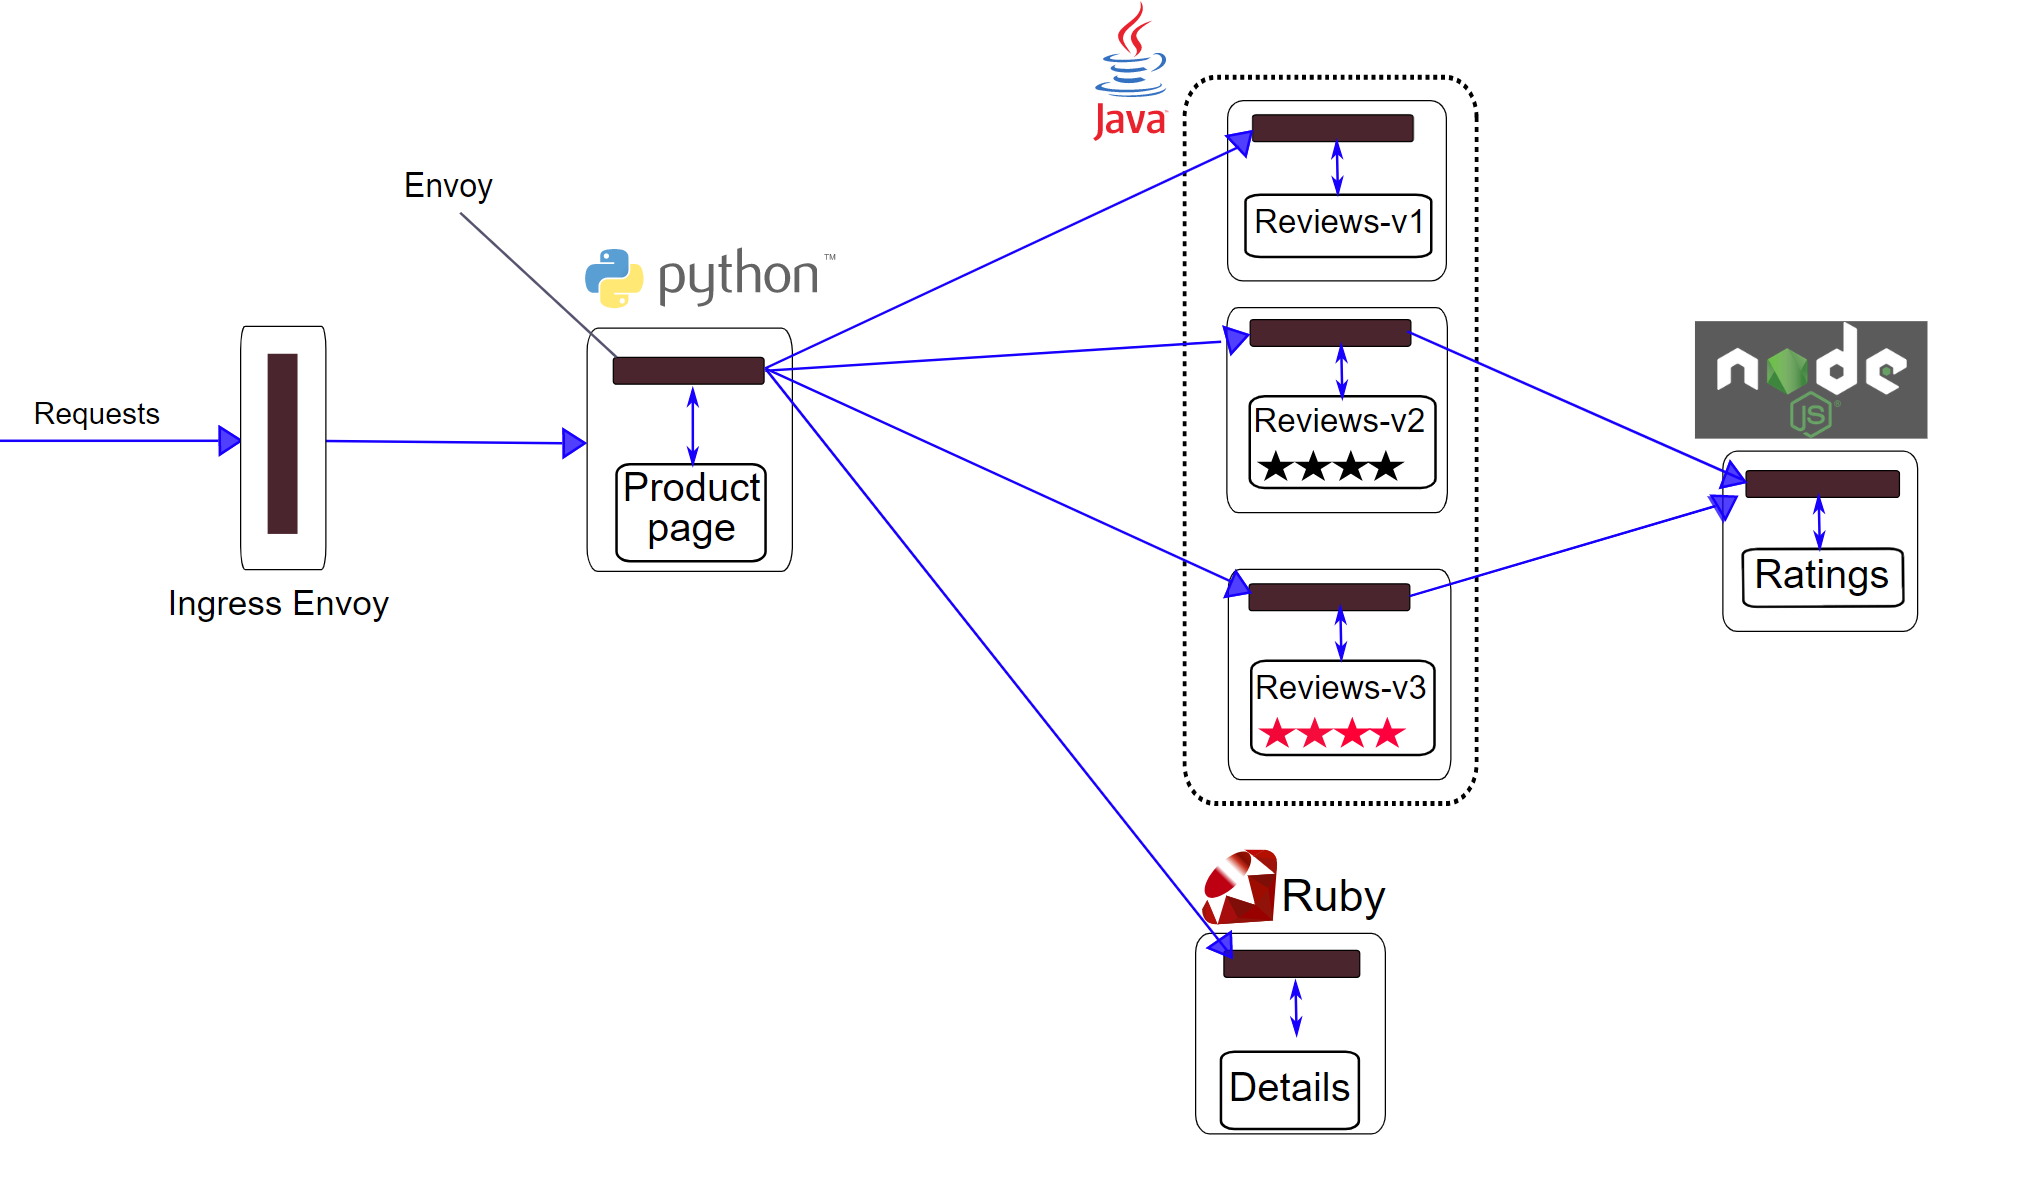 Java
Envoy
Reviews-v1
python™
Requests
Reviews-v2
node
JS®
Product
page
Ratings
Ingress Envoy
Reviews-v3
Ruby
Details